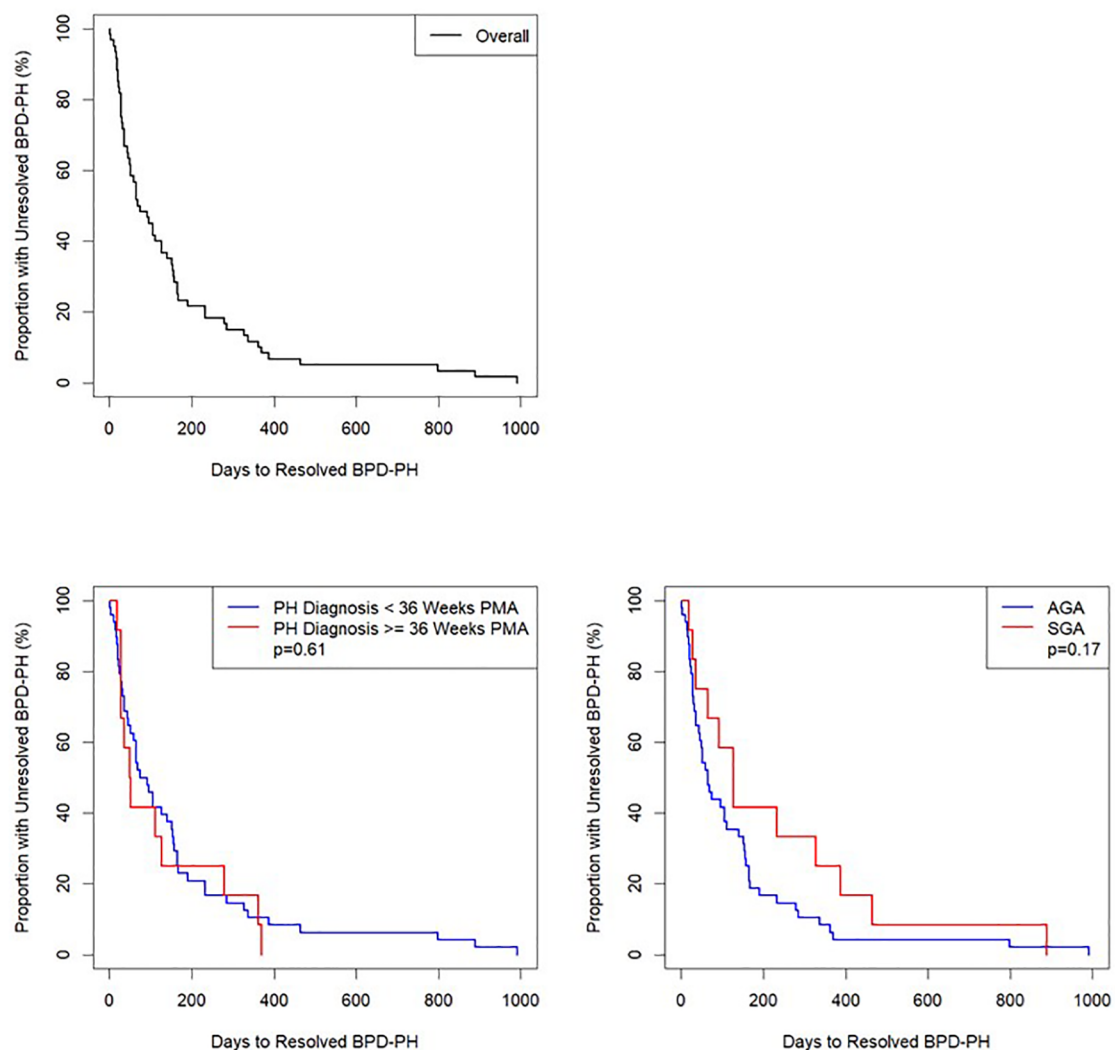 Overall
Proportion with Unresolved BPD-PH (%)
100
80
60
40
20
0
0 200 400 600 800 1000
Days to Resolved BPD-PH
PH Diagnosis < 36 Weeks PMA
PH Diagnosis >= 36 Weeks PMA
p=0.61
Proportion with Unresolved BPD-PH (%)
100
80
60
40
20
0
0 200 400 600 800 1000
Days to Resolved BPD-PH
AGA
SGA
p=0.17
Proportion with Unresolved BPD-PH (%)
100
80
60
40
20
0
0 200 400 600 800 1000
Days to Resolved BPD-PH